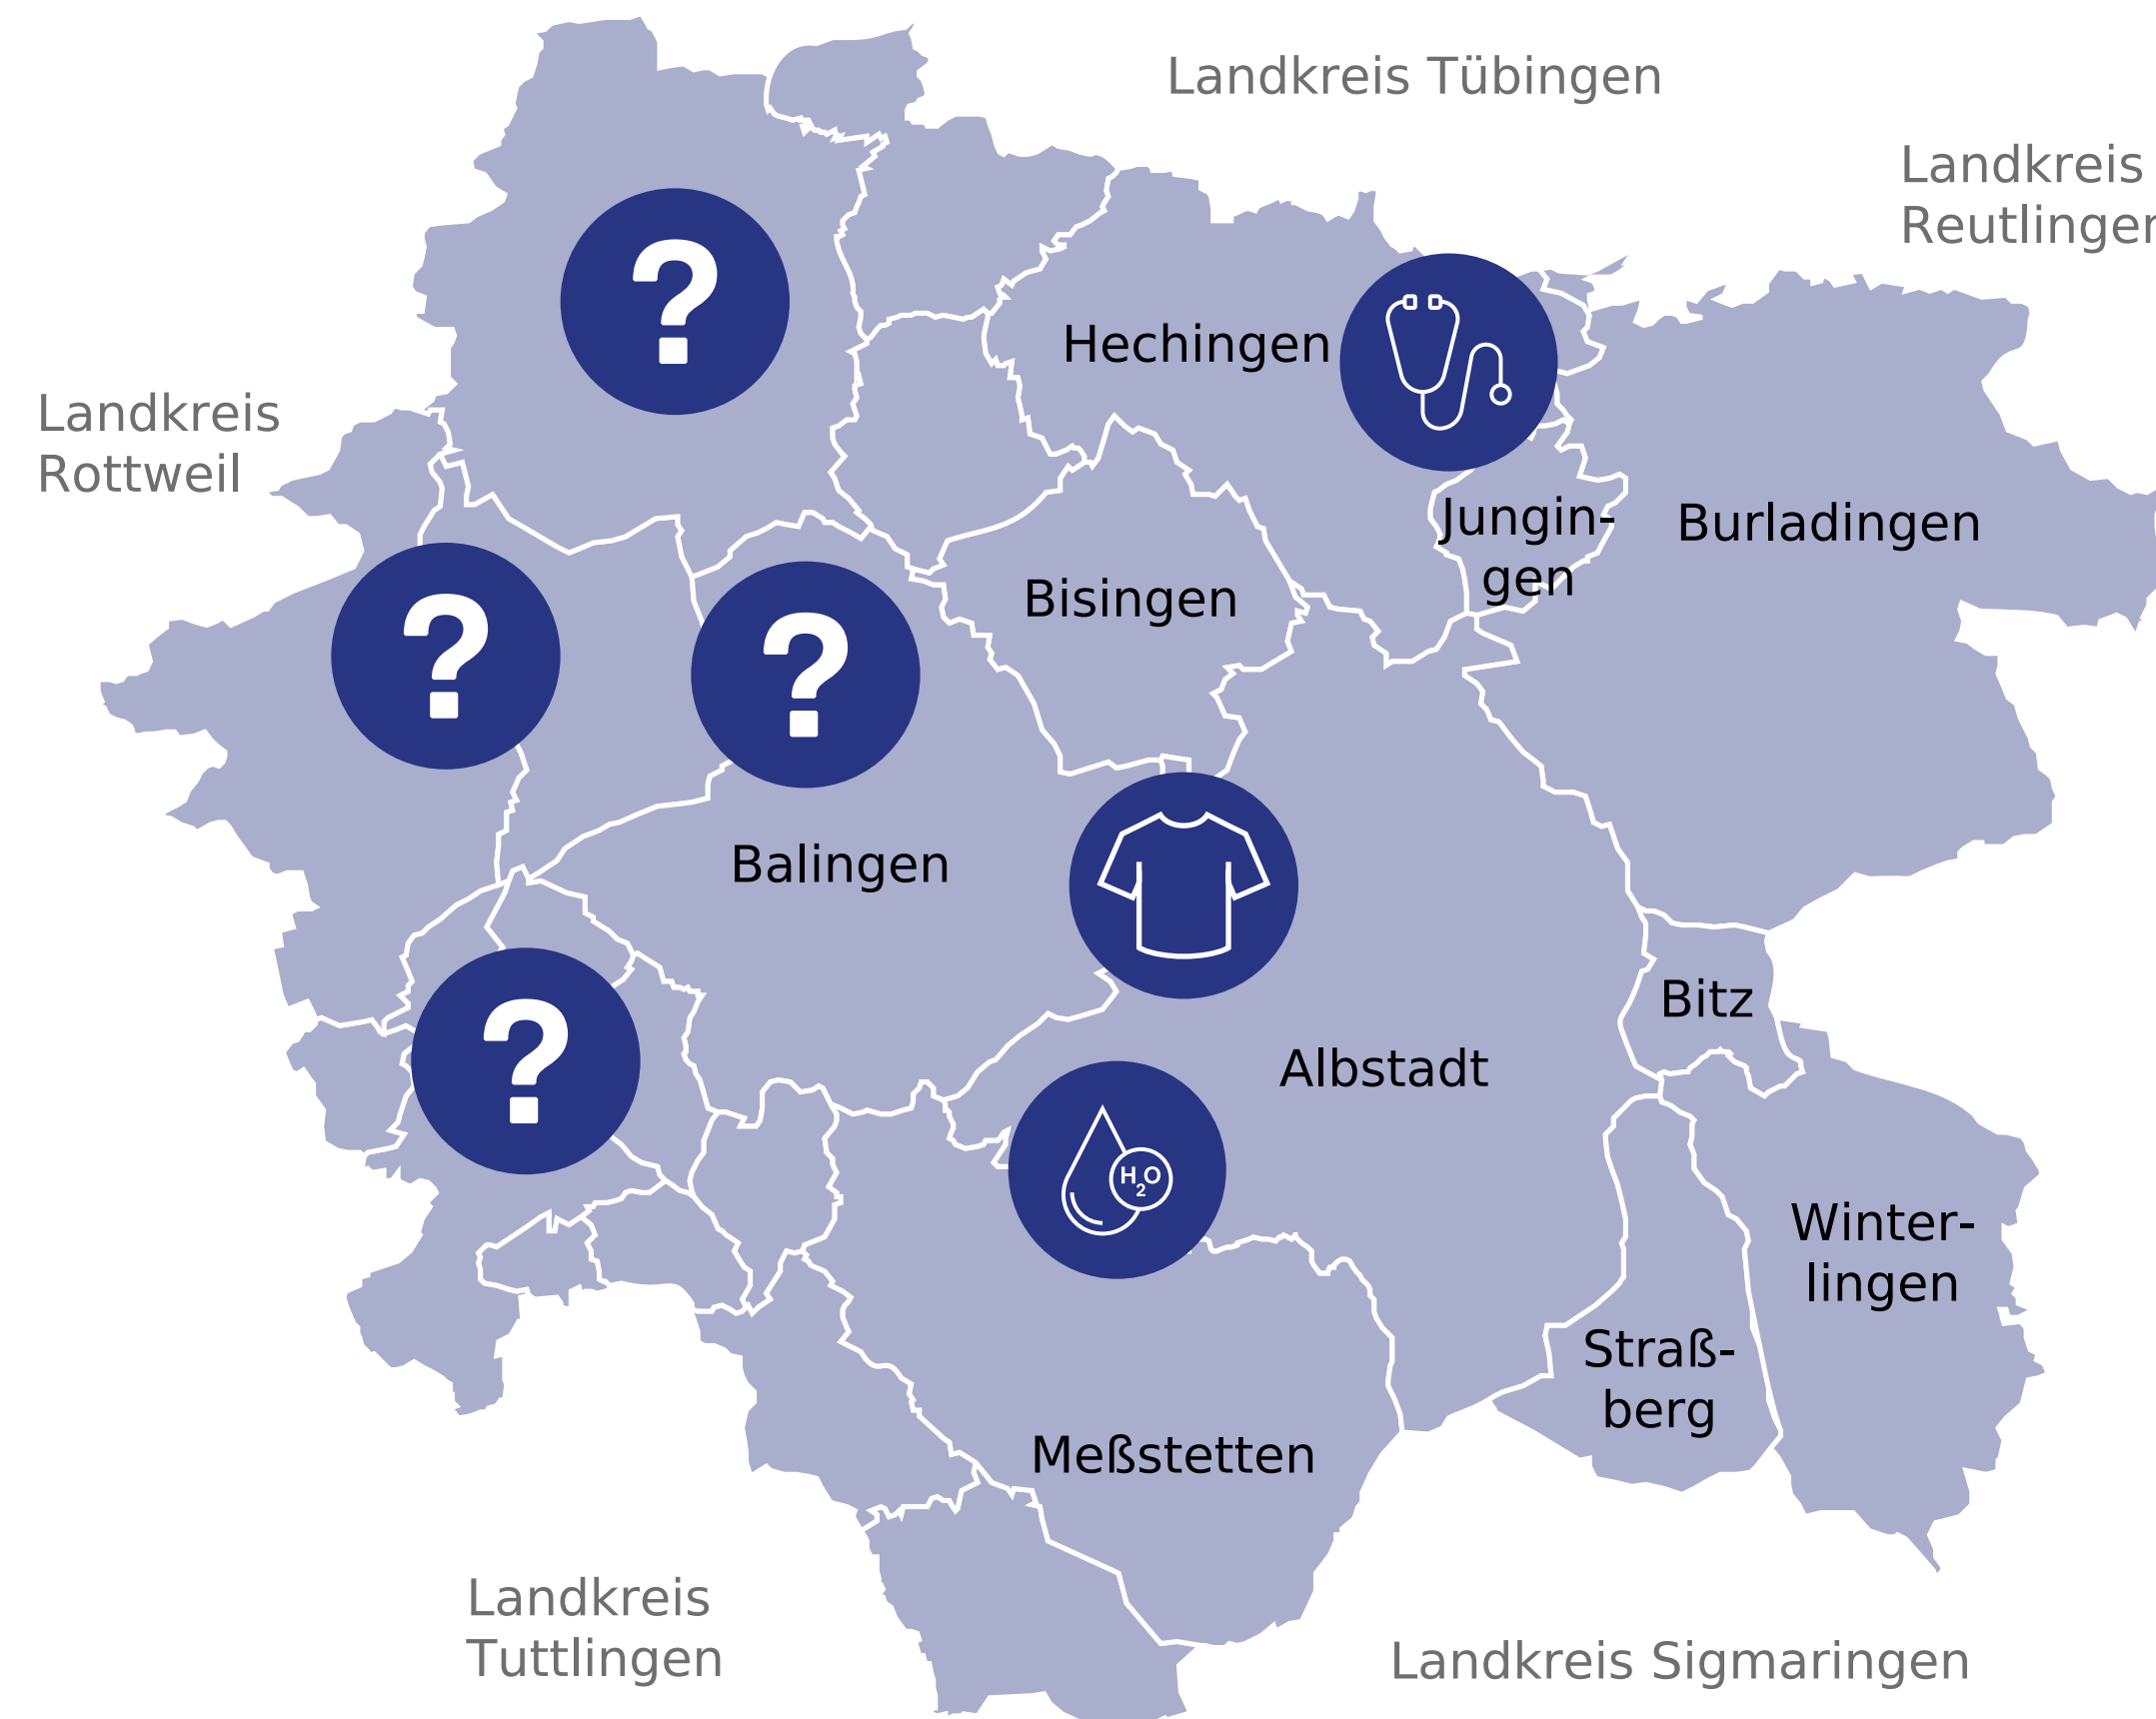 Landkreis Tübingen
Landkreis
Reutlingen
?
Hechingen
Landkreis
Rottweil
Jungin-
gen
Burladingen
?
?
Bisingen
Balingen
Bitz
?
Albstadt
H2O
Winter-
lingen
Straß-
berg
Meßstetten
Landkreis
Tuttlingen
Landkreis Sigmaringen